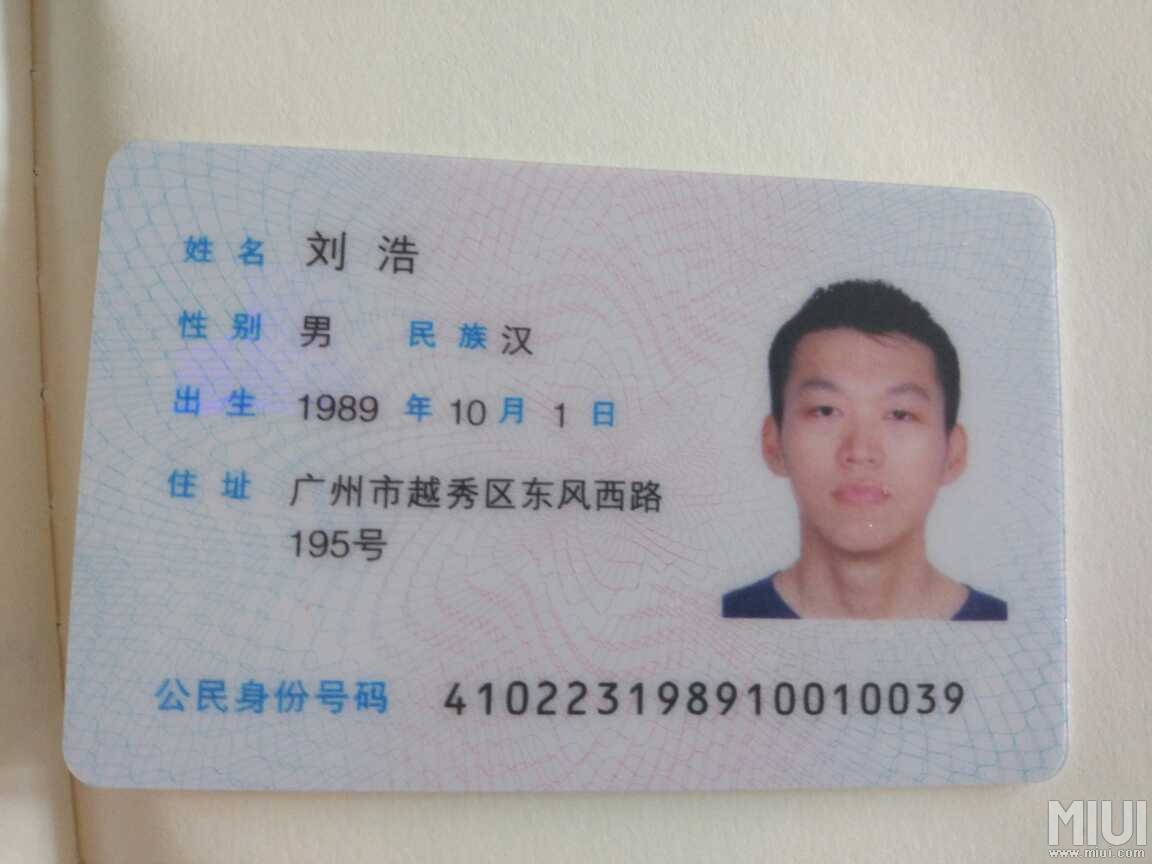 姓名 刘浩
性别 男 民族 汉
出生 1989 年 10 月 1 日
住址 广州市越秀区东风西路
195号
公民身份号码 410223198910010039
MIUI
www.miui.com